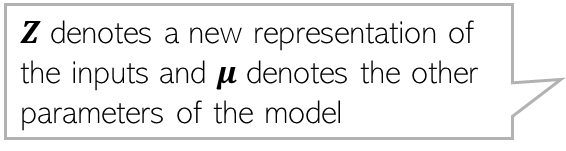 𝒁 denotes a new representation of
the inputs and 𝝁 denotes the other
parameters of the model